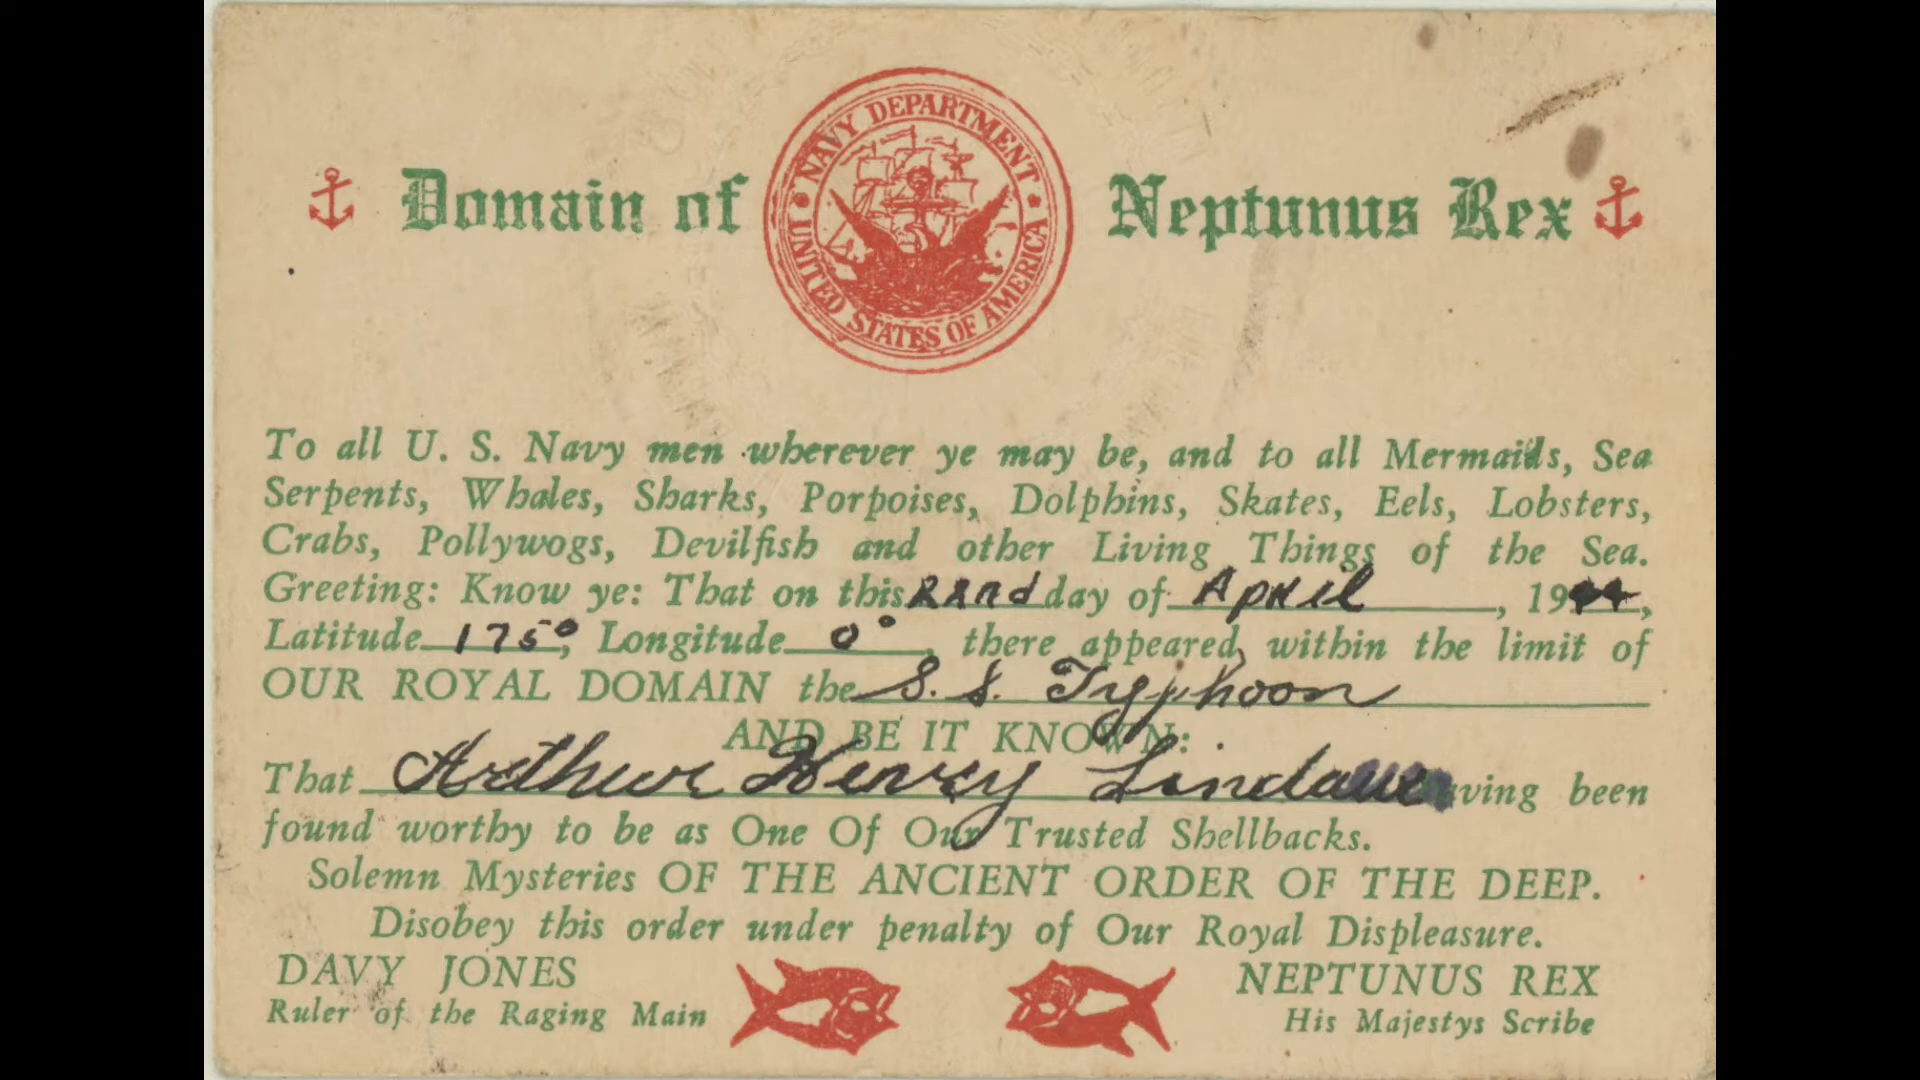 Domain of Neptunus Rex
NAVY DEPARTMENT
UNITED STATES OF AMERICA
To all U. S. Navy men wherever ye may be, and to all Mermaids, Sea
Serpents, Whales, Sharks, Porpoises, Dolphins, Skates, Eels, Lobsters,
Crabs, Pollywogs, Devilfish and other Living Things of the Sea.
Greeting: Know ye: That on this 22nd day of April, 1944,
Latitude 175°, Longitude 0°, there appeared within the limit of
OUR ROYAL DOMAIN the S. S. Typhoon
AND BE IT KNOWN:
That Arthur Henry Lindauer having been
found worthy to be as One Of Our Trusted Shellbacks.
Solemn Mysteries OF THE ANCIENT ORDER OF THE DEEP.
Disobey this order under penalty of Our Royal Displeasure.
DAVY JONES
Ruler of the Raging Main
NEPTUNUS REX
His Majestys Scribe